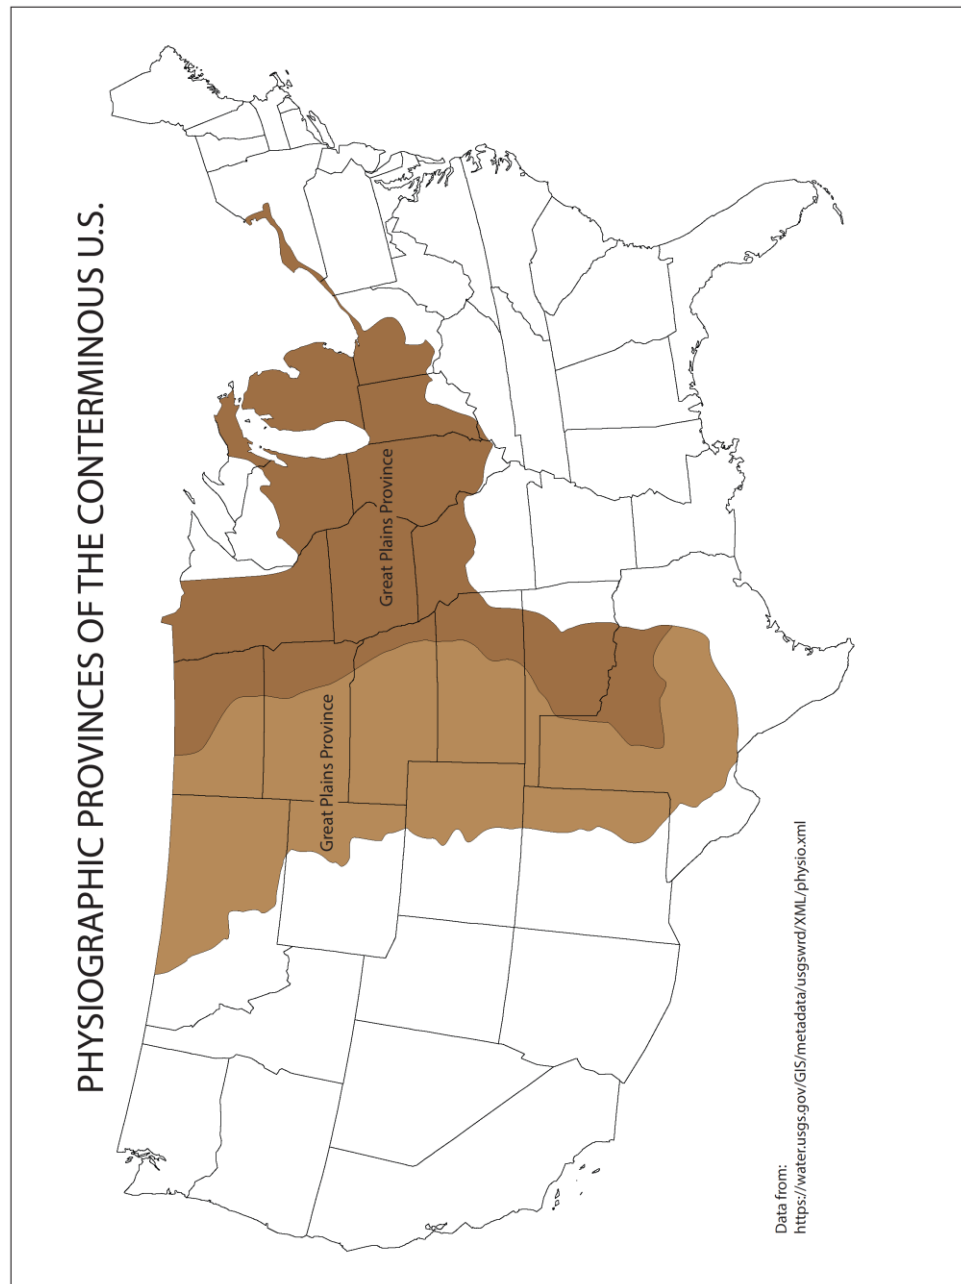 PHYSIOGRAPHIC PROVINCES OF THE CONTERMINOUS U.S.
Great Plains Province
Great Plains Province
Data from:
https://water.usgs.gov/GIS/metadata/usgswrd/XML/physio.xml